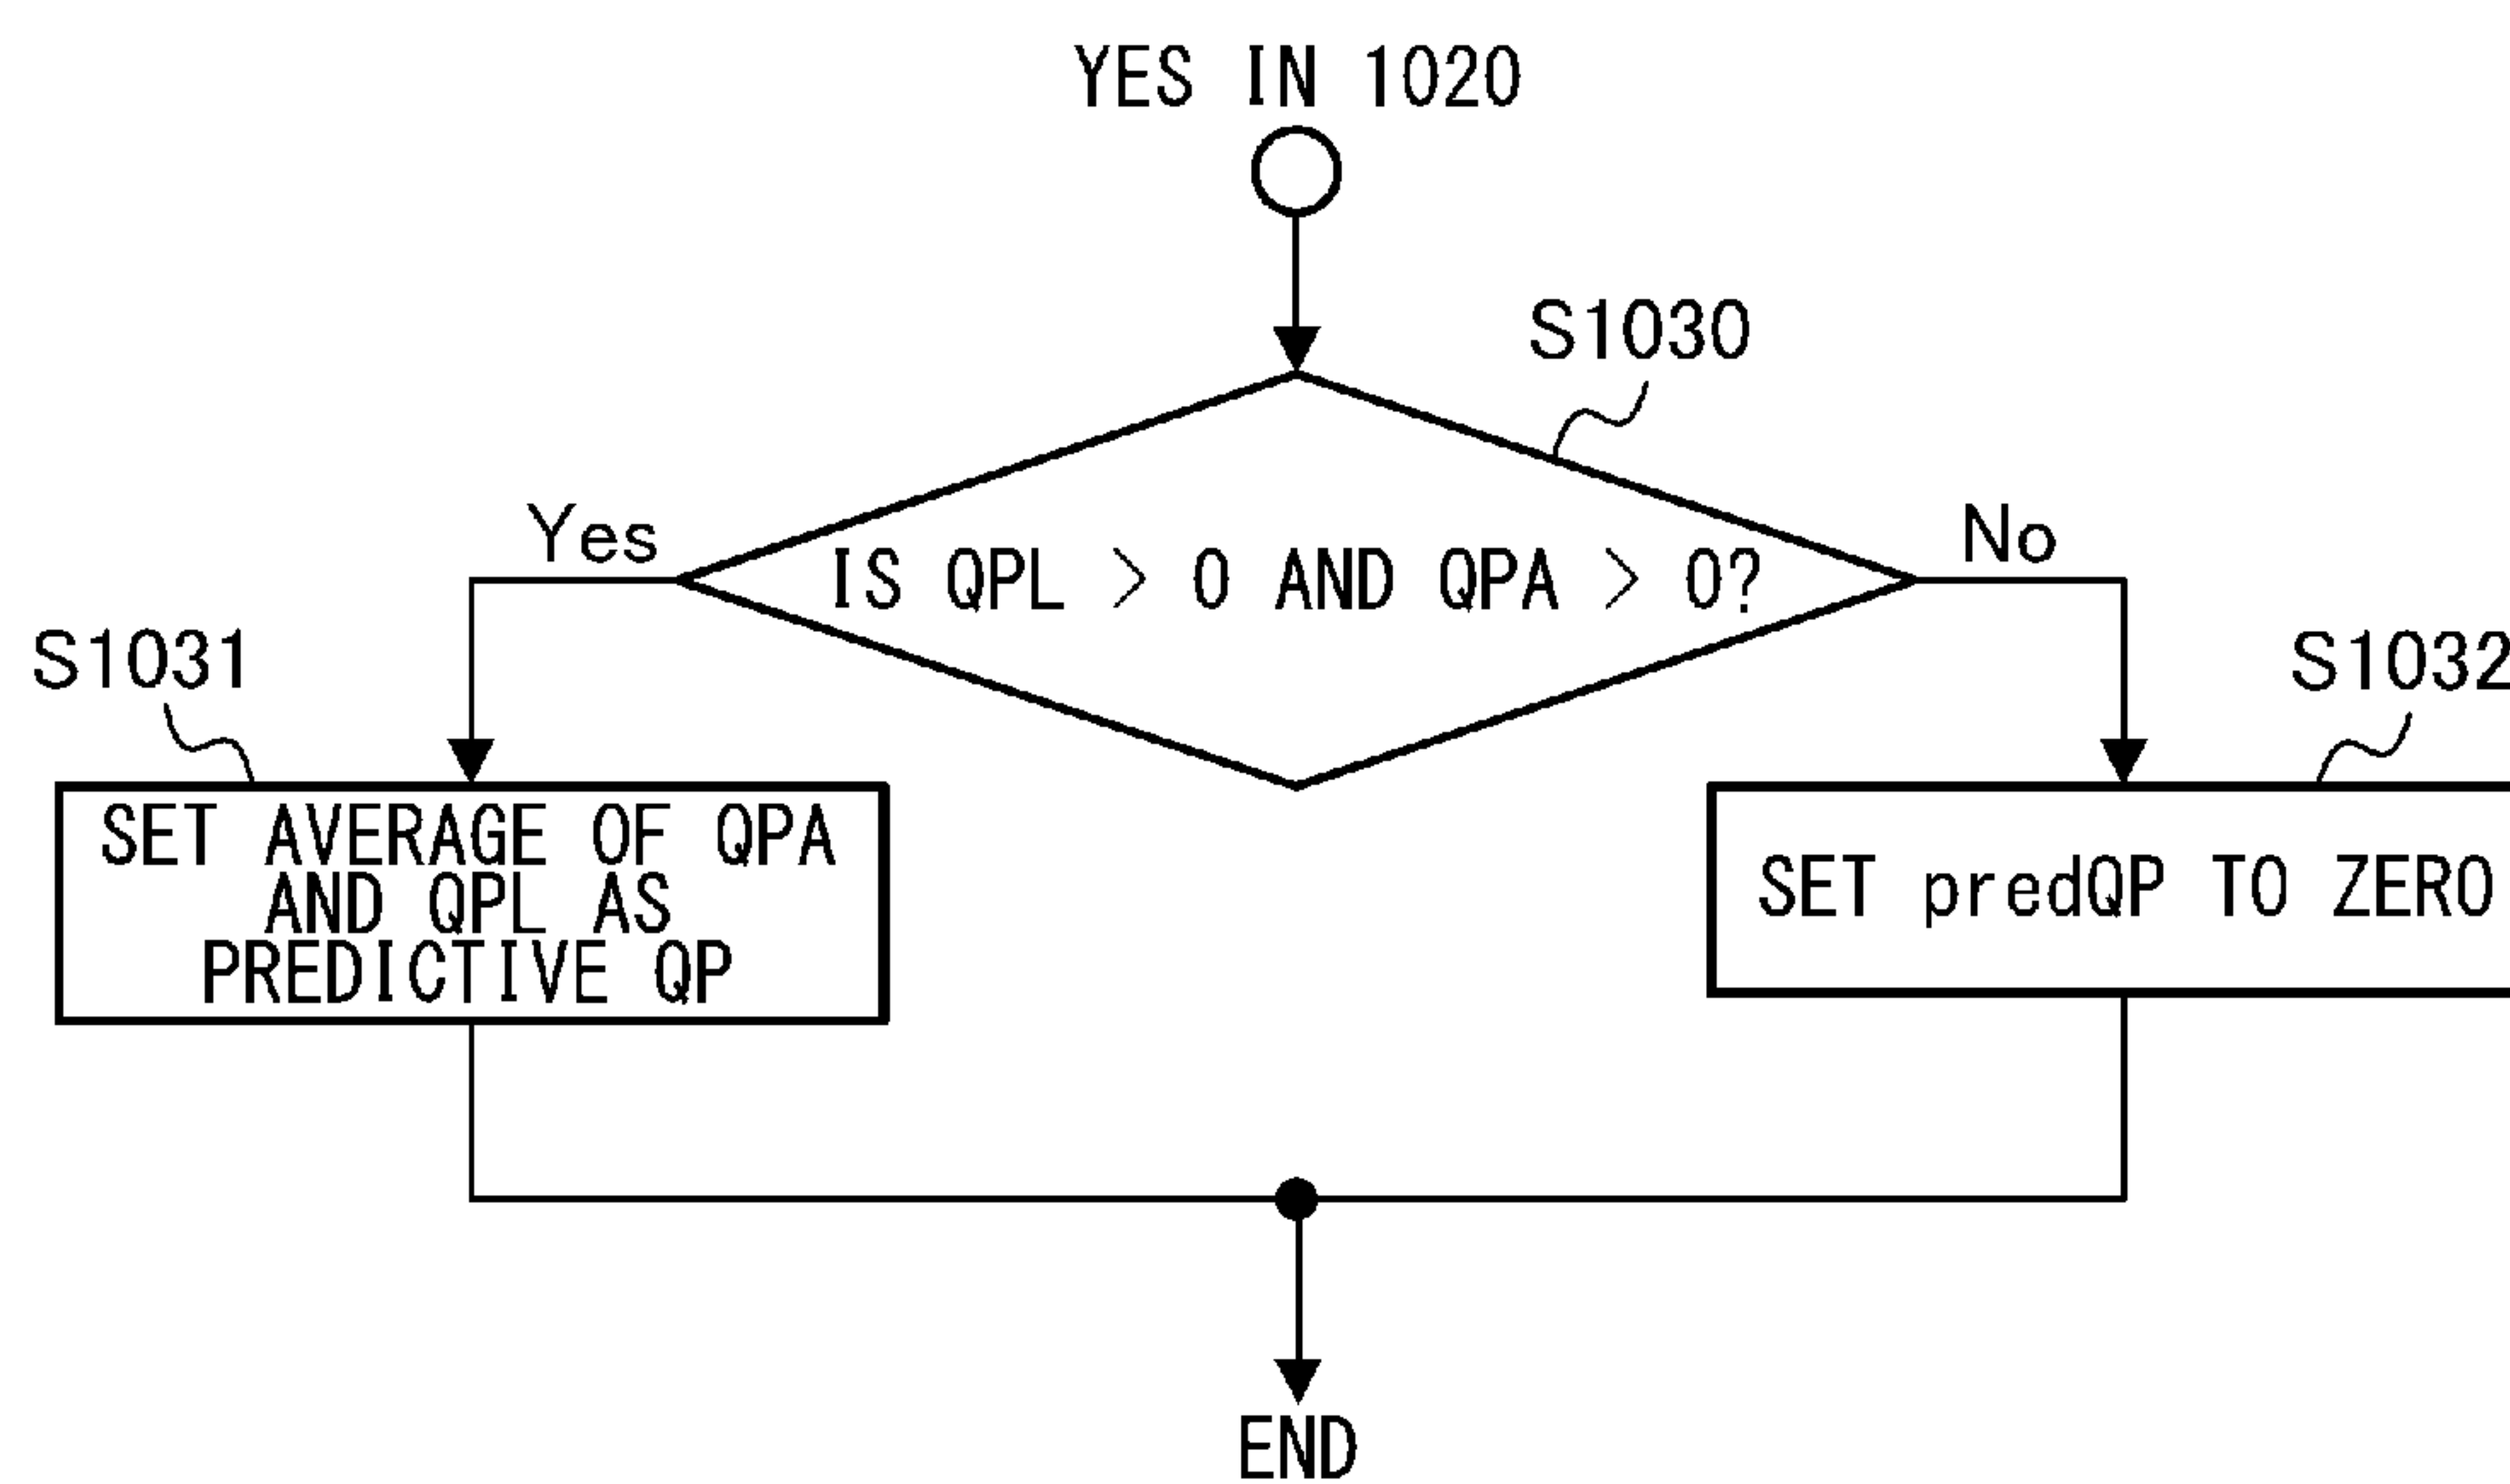 YES IN 1020
S1030
Yes
No
IS QPL > 0 AND QPA > 0?
S1031
S1032
SET AVERAGE OF QPA
AND QPL AS
PREDICTIVE QP
SET predQP TO ZERO
END